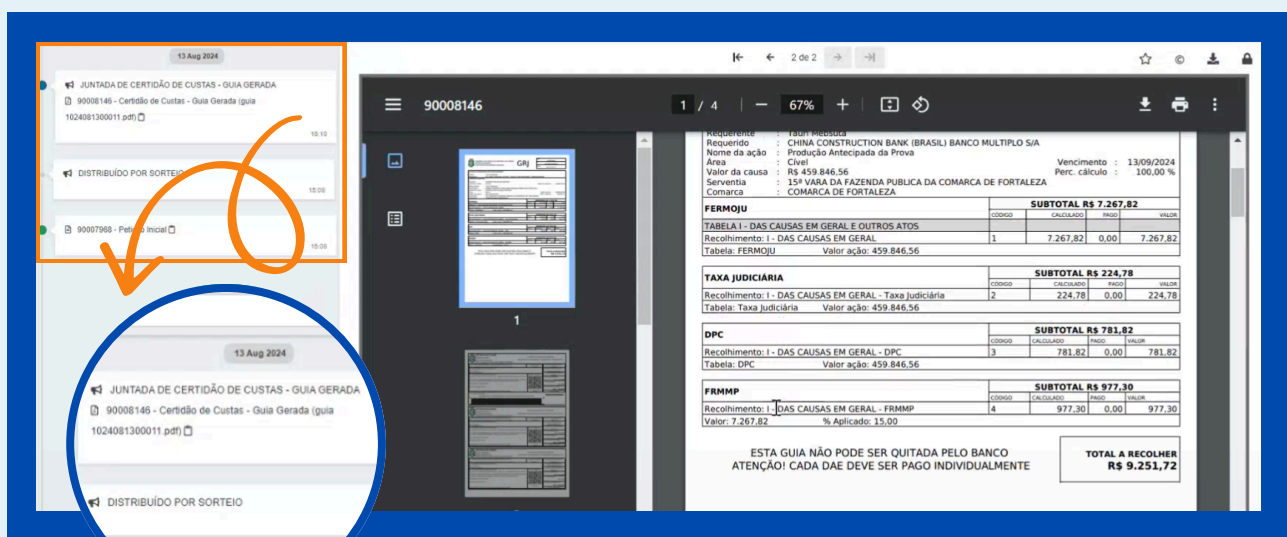 13 Aug 2024
JUNTADA DE CERTIDÃO DE CUSTAS - GUIA GERADA
90008146 - Certidão de Custas - Guia Gerada (guia
1024081300011.pdf)
DISTRIBUÍDO POR SORTEIO
15:08
90007968 - Inicial
15:08
13 Aug 2024
JUNTADA DE CERTIDÃO DE CUSTAS - GUIA GERADA
90008146 - Certidão de Custas - Guia Gerada (guia
1024081300011.pdf)
DISTRIBUÍDO POR SORTEIO
2 de 2
90008146
1 / 4
67%
GRJ
1
Requerente : Tauri Mebsuta
Requerido : CHINA CONSTRUCTION BANK (BRASIL) BANCO MULTIPLO S/A
Nome da ação : Produção Antecipada da Prova
Área : Cível Vencimento : 13/09/2024
Valor da causa : R$ 459.846,56 Perc. cálculo : 100,00 %
Serventia : 15ª VARA DA FAZENDA PUBLICA DA COMARCA DE FORTALEZA
Comarca : COMARCA DE FORTALEZA
FERMOJU SUBTOTAL R$ 7.267,82
CÓDIGO CALCULADO PAGO VALOR
TABELA I - DAS CAUSAS EM GERAL E OUTROS ATOS
Recolhimento: I - DAS CAUSAS EM GERAL 1 7.267,82 0,00 7.267,82
Tabela: FERMOJU Valor ação: 459.846,56
TAXA JUDICIÁRIA SUBTOTAL R$ 224,78
CÓDIGO CALCULADO PAGO VALOR
Recolhimento: I - DAS CAUSAS EM GERAL - Taxa Judiciária 2 224,78 0,00 224,78
Tabela: Taxa Judiciária Valor ação: 459.846,56
DPC SUBTOTAL R$ 781,82
CÓDIGO CALCULADO PAGO VALOR
Recolhimento: I - DAS CAUSAS EM GERAL - DPC 3 781,82 0,00 781,82
Tabela: DPC Valor ação: 459.846,56
FRMMP SUBTOTAL R$ 977,30
CÓDIGO CALCULADO PAGO VALOR
Recolhimento: I - DAS CAUSAS EM GERAL - FRMMP 4 977,30 0,00 977,30
Valor: 7.267,82 % Aplicado: 15,00
ESTA GUIA NÃO PODE SER QUITADA PELO BANCO
ATENÇÃO! CADA DAE DEVE SER PAGO INDIVIDUALMENTE
TOTAL A RECOLHER
R$ 9.251,72